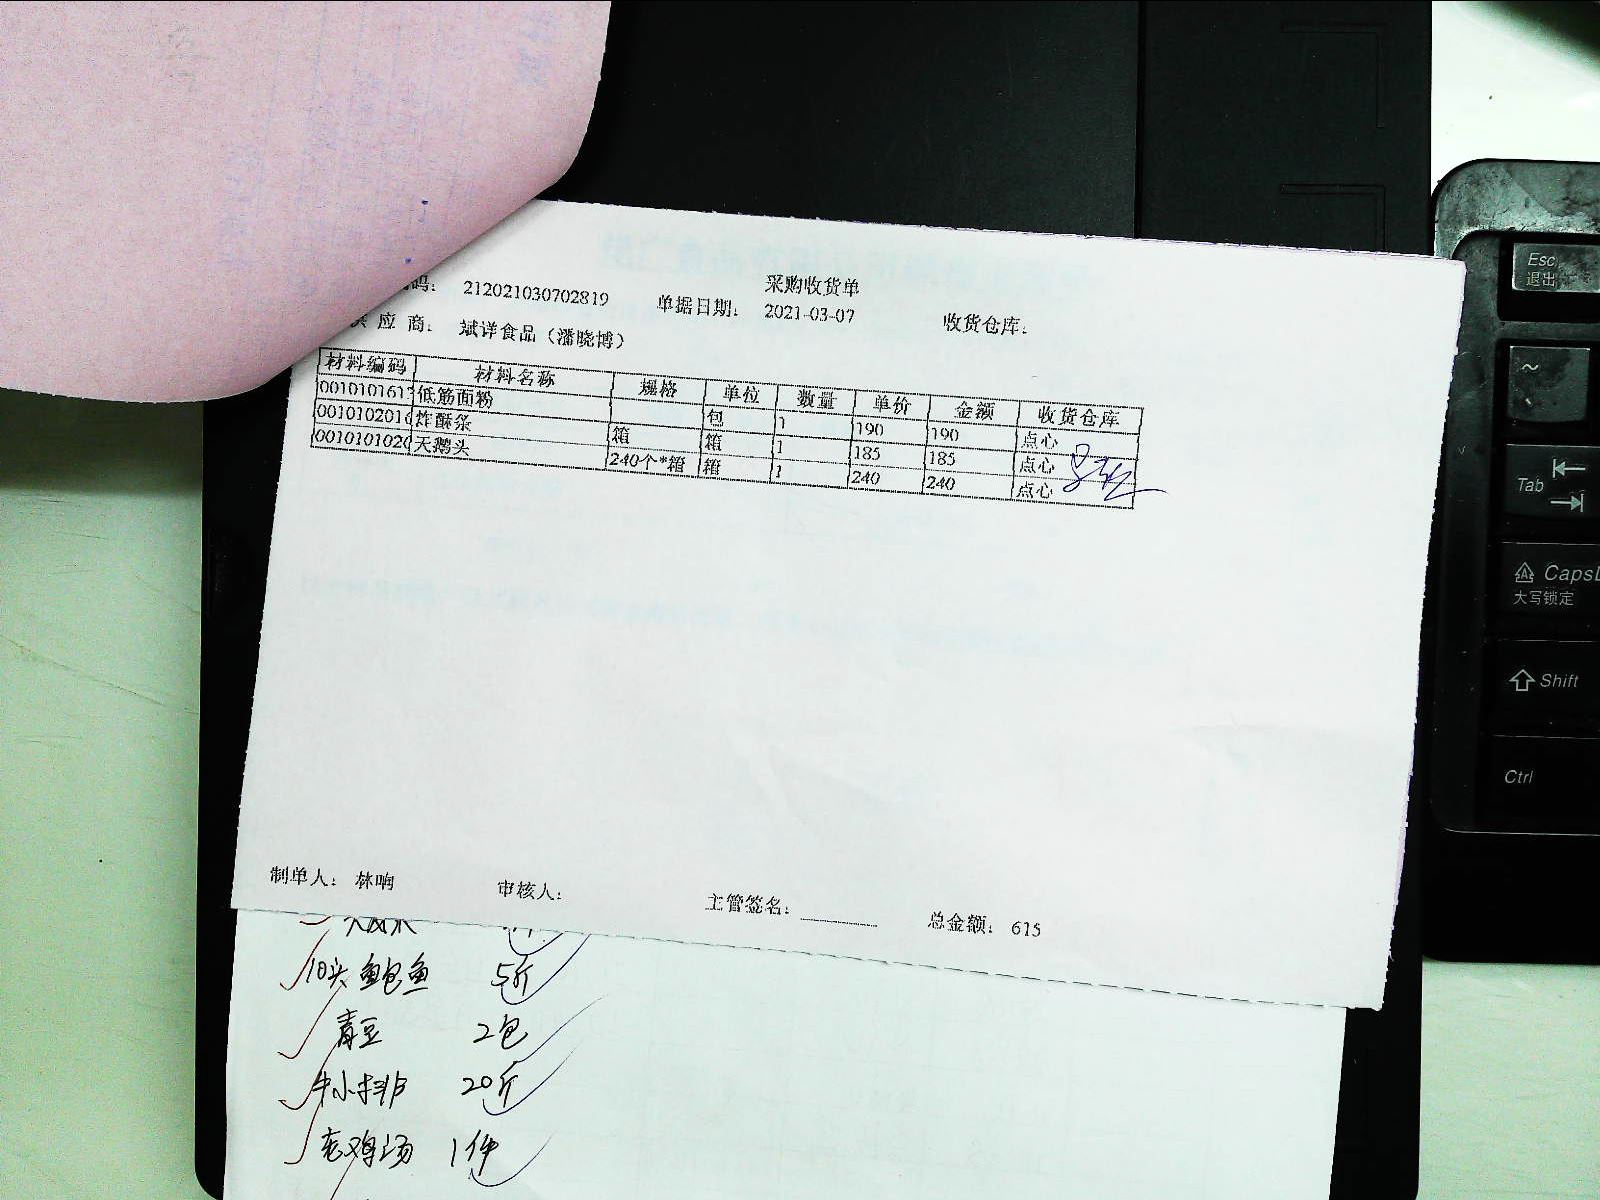 采购收货单
码： 212021030702819 单据日期： 2021-03-07 收货仓库：
供 应 商： 斌详食品（潘晓博）
材料编码 材料名称 规格 单位 数量 单价 金额 收货仓库
001010161 低筋面粉 包 1 190 190 点心
001010201 炸酥条 箱 箱 1 185 185 点心
001010102 天鹅头 240个*箱 箱 1 240 240 点心
制单人： 林响 审核人： 主管签名： 总金额： 615
10头鲍鱼 5斤
青豆 2包
牛小排 20斤
老鸡汤 1件
Esc
退出
~
Tab
CapsL
大写锁定
Shift
Ctrl